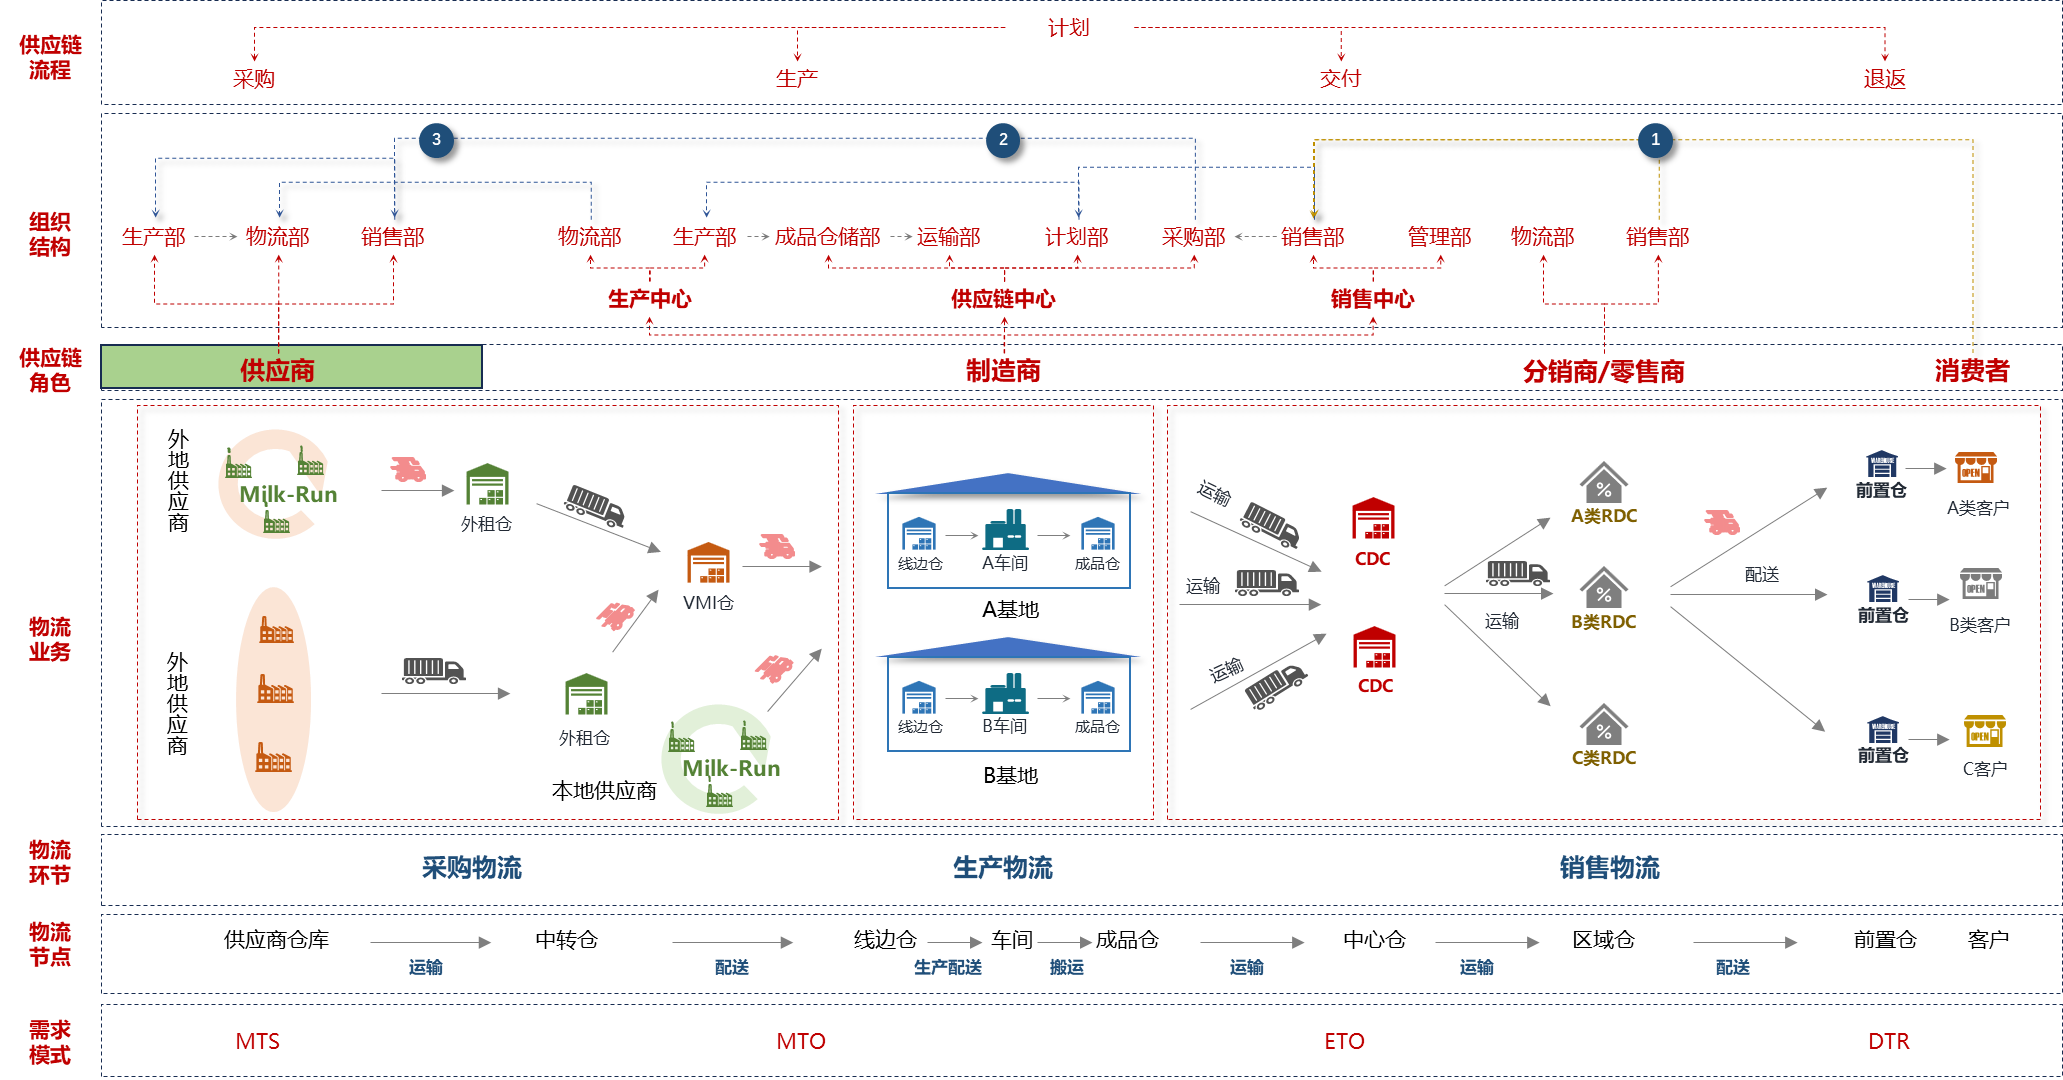 供应链
流程
计划
采购
生产
交付
退返
组织
结构
3
2
1
生产部
物流部
销售部
物流部
生产部
成品仓储部
运输部
计划部
采购部
销售部
管理部
物流部
销售部
生产中心
供应链中心
销售中心
供应链
角色
供应商
制造商
分销商/零售商
消费者
物流
业务
外地供应商
Milk-Run
外租仓
VMI仓
外地供应商
外租仓
本地供应商
Milk-Run
线边仓
A车间
成品仓
A基地
线边仓
B车间
成品仓
B基地
运输
运输
运输
CDC
CDC
运输
A类RDC
B类RDC
C类RDC
配送
WAREHOUSE
前置仓
OPEN
A类客户
WAREHOUSE
前置仓
OPEN
B类客户
WAREHOUSE
前置仓
OPEN
C客户
物流
环节
采购物流
生产物流
销售物流
物流
节点
供应商仓库
运输
中转仓
配送
线边仓
生产配送
车间
搬运
成品仓
运输
中心仓
运输
区域仓
配送
前置仓
客户
需求
模式
MTS
MTO
ETO
DTR